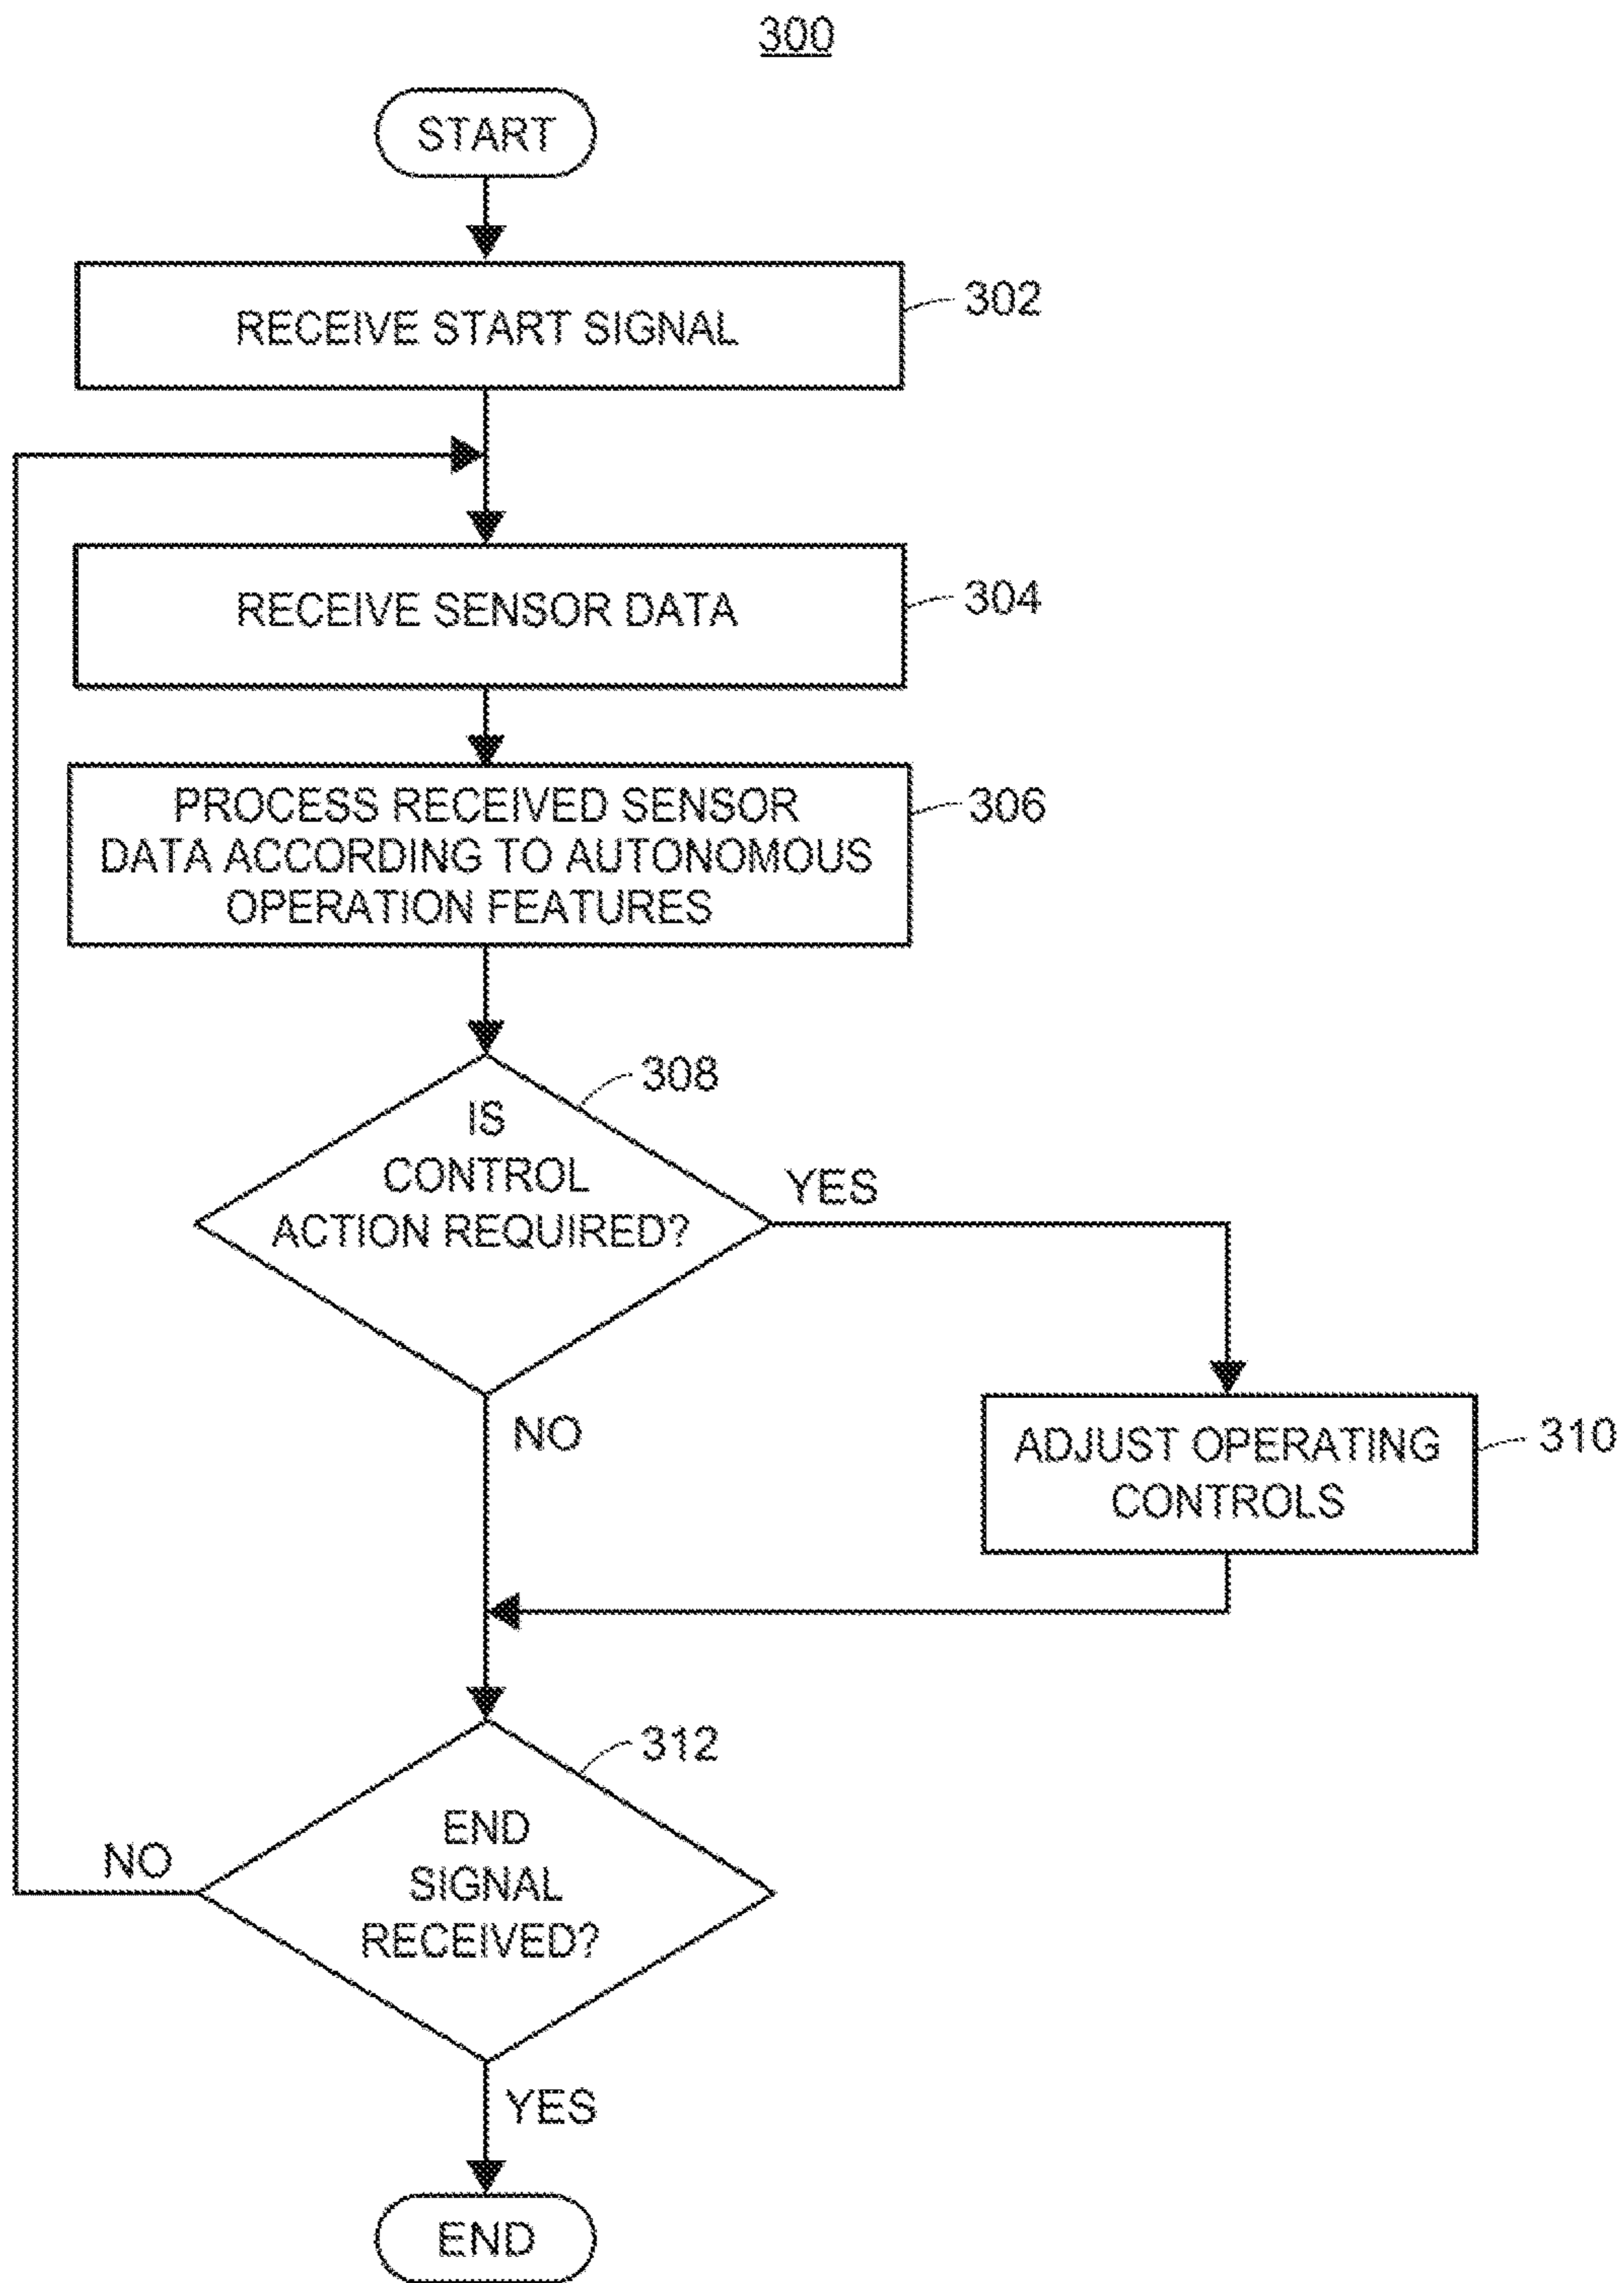 300
START
RECEIVE START SIGNAL
302
RECEIVE SENSOR DATA
304
PROCESS RECEIVED SENSOR
DATA ACCORDING TO AUTONOMOUS
OPERATION FEATURES
306
308
IS
CONTROL
ACTION REQUIRED?
YES
NO
ADJUST OPERATING
CONTROLS
310
312
END
SIGNAL
RECEIVED?
NO
YES
END